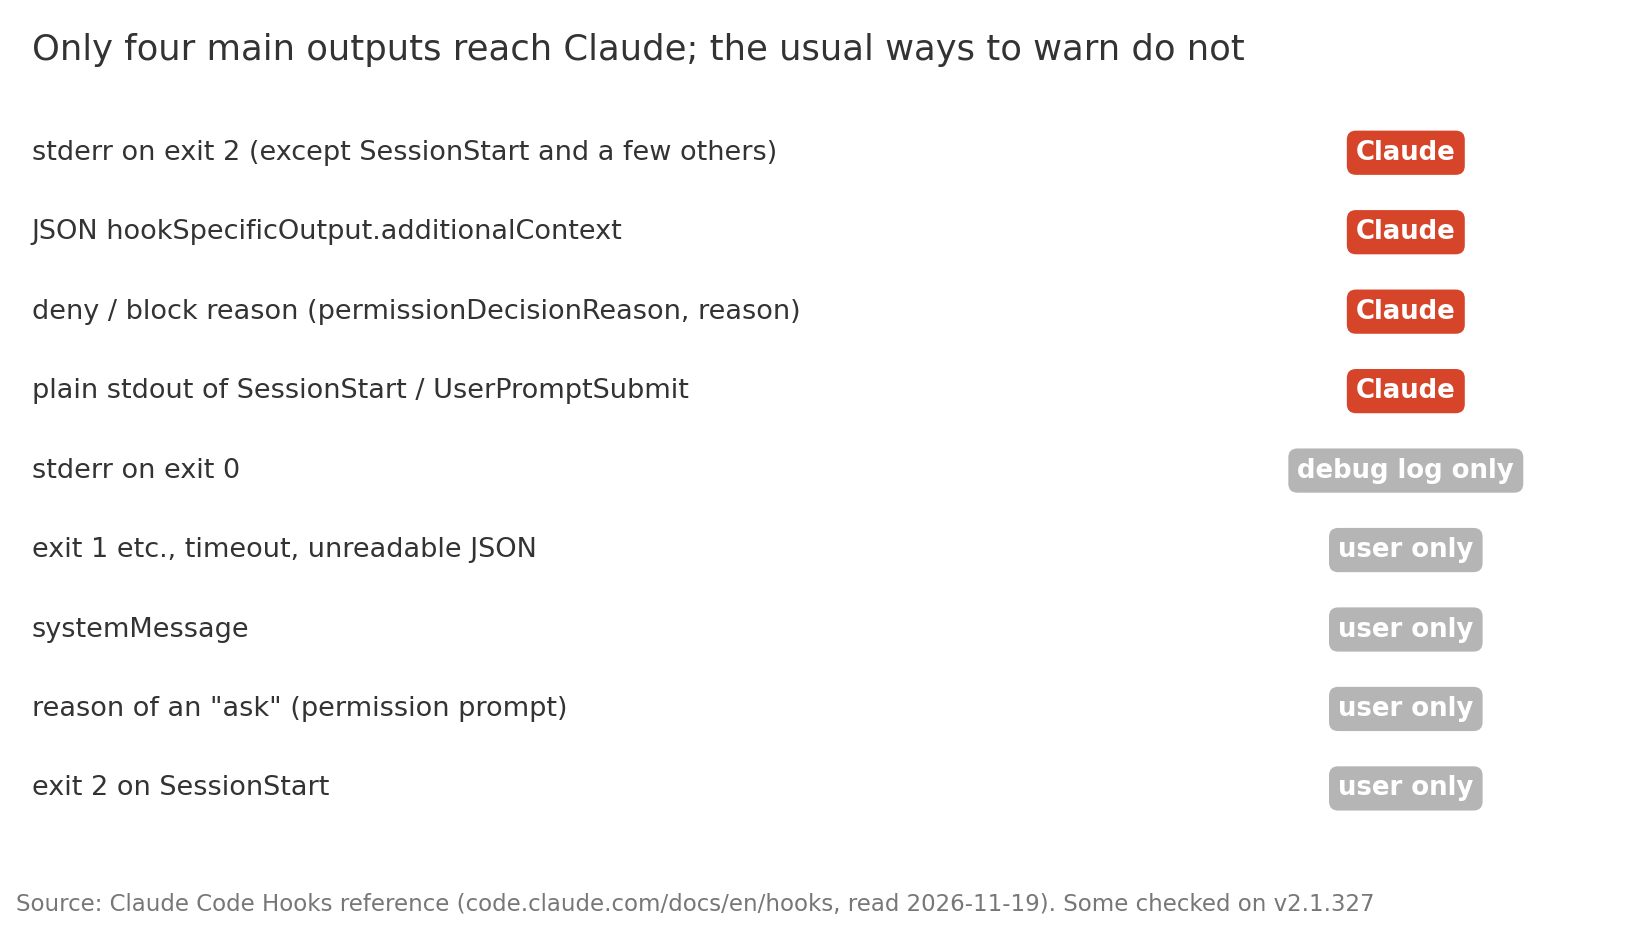 Only four main outputs reach Claude; the usual ways to warn do not
stderr on exit 2 (except SessionStart and a few others) Claude
JSON hookSpecificOutput.additionalContext Claude
deny / block reason (permissionDecisionReason, reason) Claude
plain stdout of SessionStart / UserPromptSubmit Claude
stderr on exit 0 debug log only
exit 1 etc., timeout, unreadable JSON user only
systemMessage user only
reason of an "ask" (permission prompt) user only
exit 2 on SessionStart user only
Source: Claude Code Hooks reference (code.claude.com/docs/en/hooks, read 2026-11-19). Some checked on v2.1.327